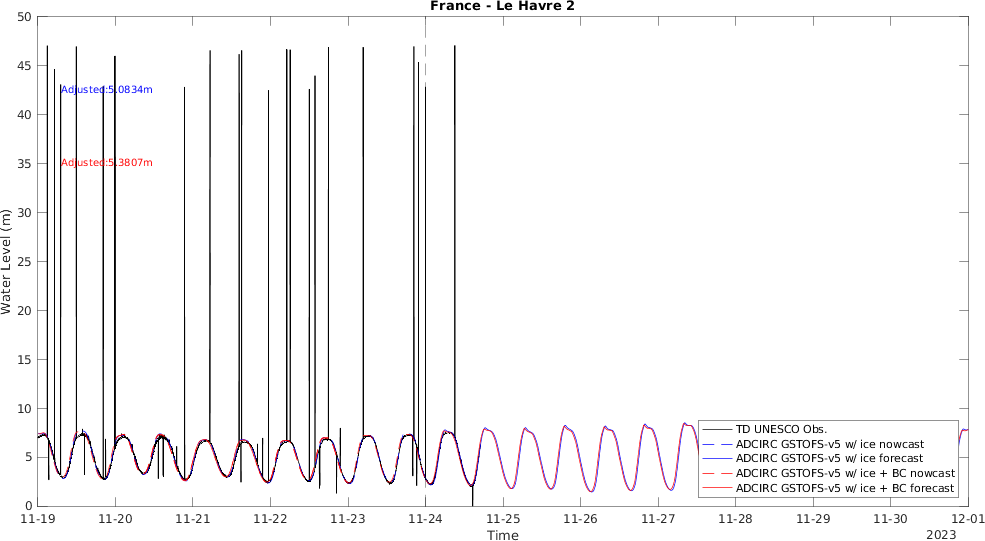 France - Le Havre 2
50
45
40
35
30
25
20
15
10
5
0
Water Level (m)
Adjusted:5.0834m
Adjusted:5.3807m
TD UNESCO Obs.
ADCIRC GSTOFS-v5 w/ ice nowcast
ADCIRC GSTOFS-v5 w/ ice forecast
ADCIRC GSTOFS-v5 w/ ice + BC nowcast
ADCIRC GSTOFS-v5 w/ ice + BC forecast
11-19 11-20 11-21 11-22 11-23 11-24 11-25 11-26 11-27 11-28 11-29 11-30 12-01
Time
2023